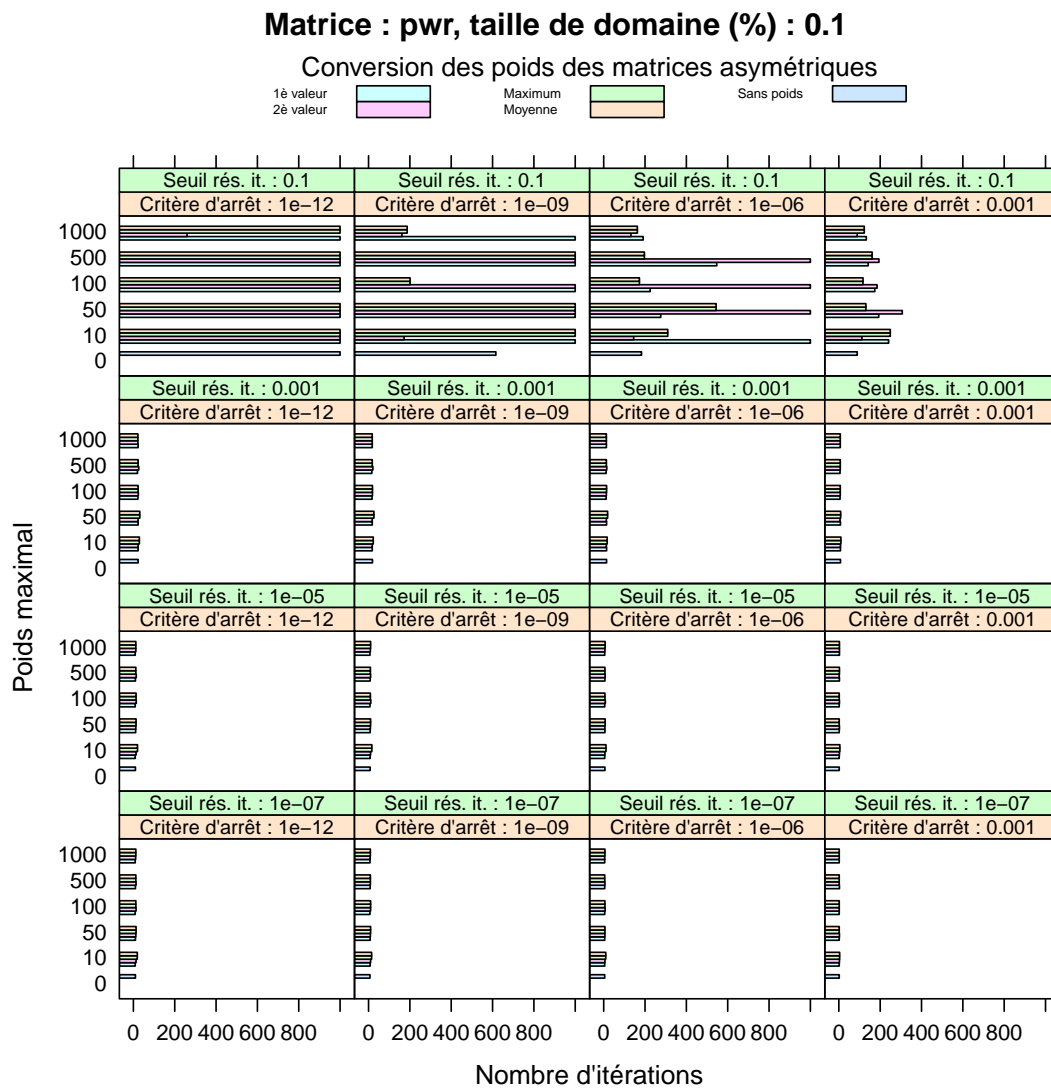 Matrice : pwr, taille de domaine (%) : 0.1
Conversion des poids des matrices asymétriques
1è valeur Maximum Sans poids
2è valeur Moyenne
Seuil rés. it. : 0.1 Seuil rés. it. : 0.1 Seuil rés. it. : 0.1 Seuil rés. it. : 0.1
Critère d'arrêt : 1e−12 Critère d'arrêt : 1e−09 Critère d'arrêt : 1e−06 Critère d'arrêt : 0.001
1000
500
100
50
10
0
Seuil rés. it. : 0.001 Seuil rés. it. : 0.001 Seuil rés. it. : 0.001 Seuil rés. it. : 0.001
Critère d'arrêt : 1e−12 Critère d'arrêt : 1e−09 Critère d'arrêt : 1e−06 Critère d'arrêt : 0.001
1000
500
100
50
10
0
Seuil rés. it. : 1e−05 Seuil rés. it. : 1e−05 Seuil rés. it. : 1e−05 Seuil rés. it. : 1e−05
Critère d'arrêt : 1e−12 Critère d'arrêt : 1e−09 Critère d'arrêt : 1e−06 Critère d'arrêt : 0.001
1000
500
100
50
10
0
Seuil rés. it. : 1e−07 Seuil rés. it. : 1e−07 Seuil rés. it. : 1e−07 Seuil rés. it. : 1e−07
Critère d'arrêt : 1e−12 Critère d'arrêt : 1e−09 Critère d'arrêt : 1e−06 Critère d'arrêt : 0.001
1000
500
100
50
10
0
Poids maximal
0 200 400 600 800 0 200 400 600 800 0 200 400 600 800 0 200 400 600 800
Nombre d'itérations